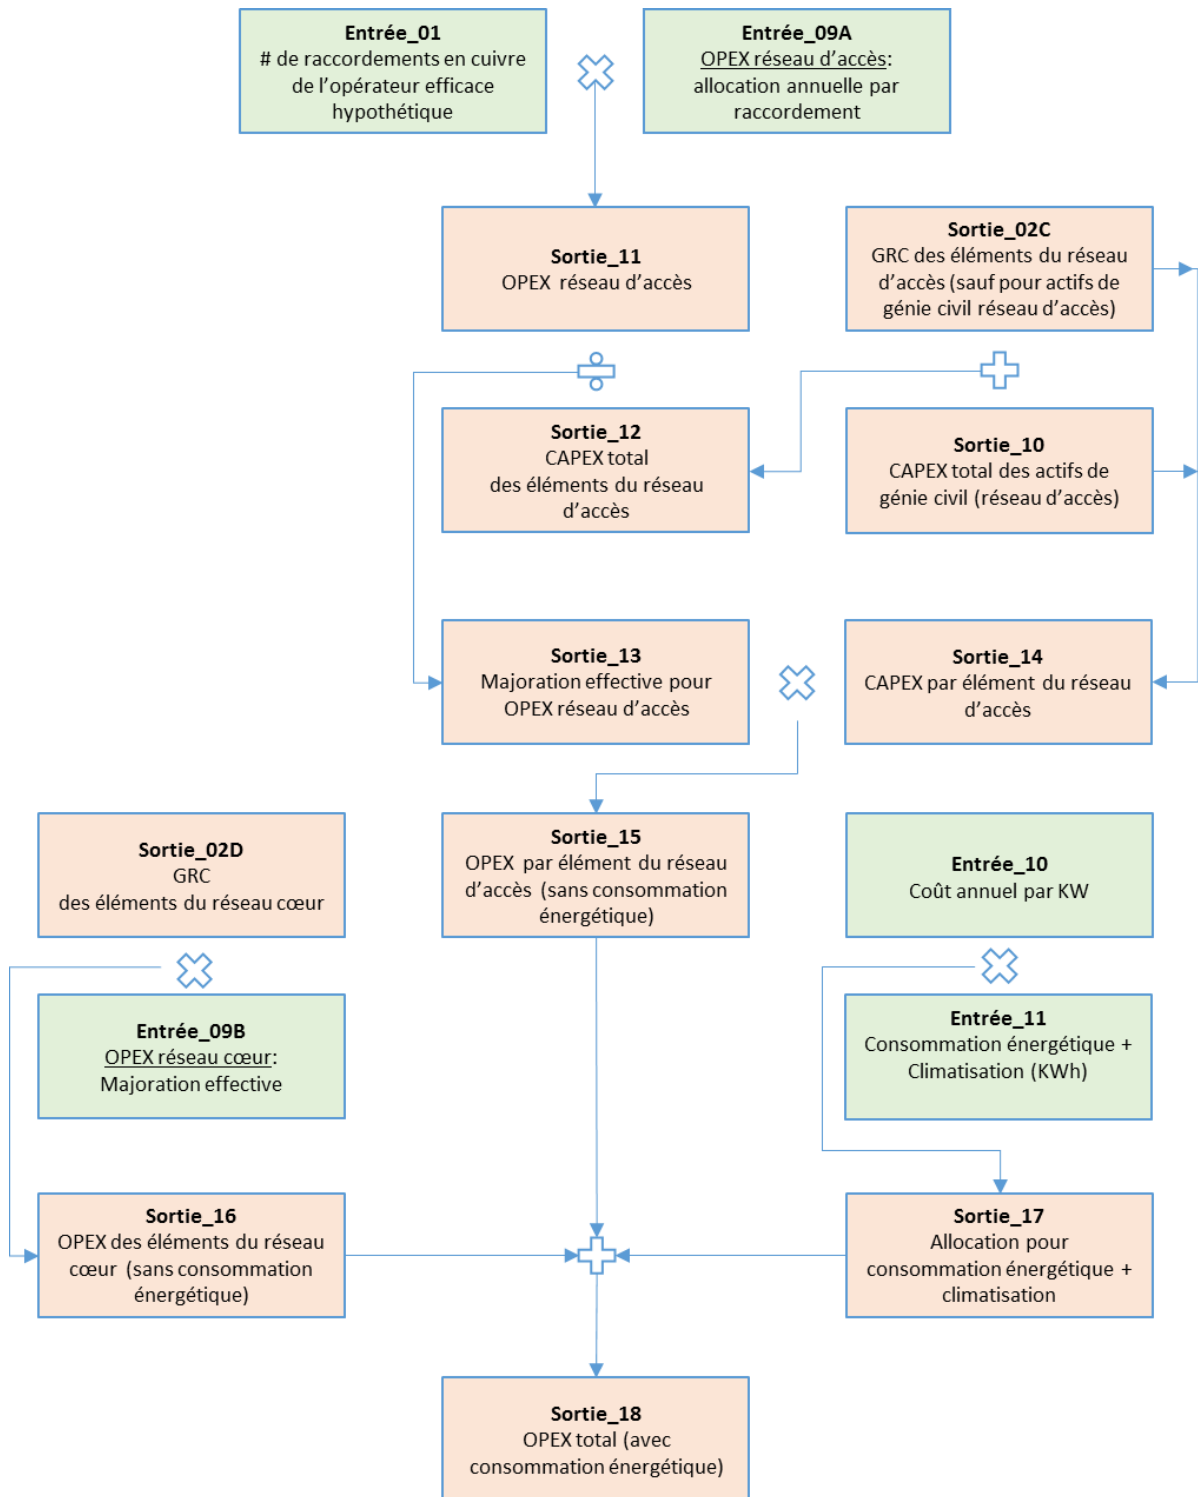 Entrée_01
# de raccordements en cuivre
de l’opérateur efficace
hypothétique
Entrée_09A
OPEX réseau d’accès:
allocation annuelle par
raccordement
Sortie_11
OPEX réseau d’accès
Sortie_02C
GRC des éléments du réseau
d’accès (sauf pour actifs de
génie civil réseau d’accès)
Sortie_12
CAPEX total
des éléments du réseau
d’accès
Sortie_10
CAPEX total des actifs de
génie civil (réseau d’accès)
Sortie_13
Majoration effective pour
OPEX réseau d’accès
Sortie_14
CAPEX par élément du réseau
d’accès
Sortie_02D
GRC
des éléments du réseau cœur
Sortie_15
OPEX par élément du réseau
d’accès (sans consommation
énergétique)
Entrée_10
Coût annuel par KW
Entrée_09B
OPEX réseau cœur:
Majoration effective
Entrée_11
Consommation énergétique +
Climatisation (KWh)
Sortie_16
OPEX des éléments du réseau
cœur (sans consommation
énergétique)
Sortie_17
Allocation pour
consommation énergétique +
climatisation
Sortie_18
OPEX total (avec
consommation énergétique)